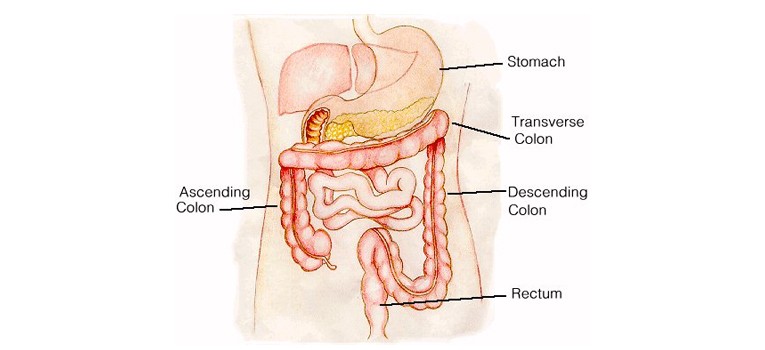 Stomach
Transverse
Colon
Ascending
Colon
Descending
Colon
Rectum